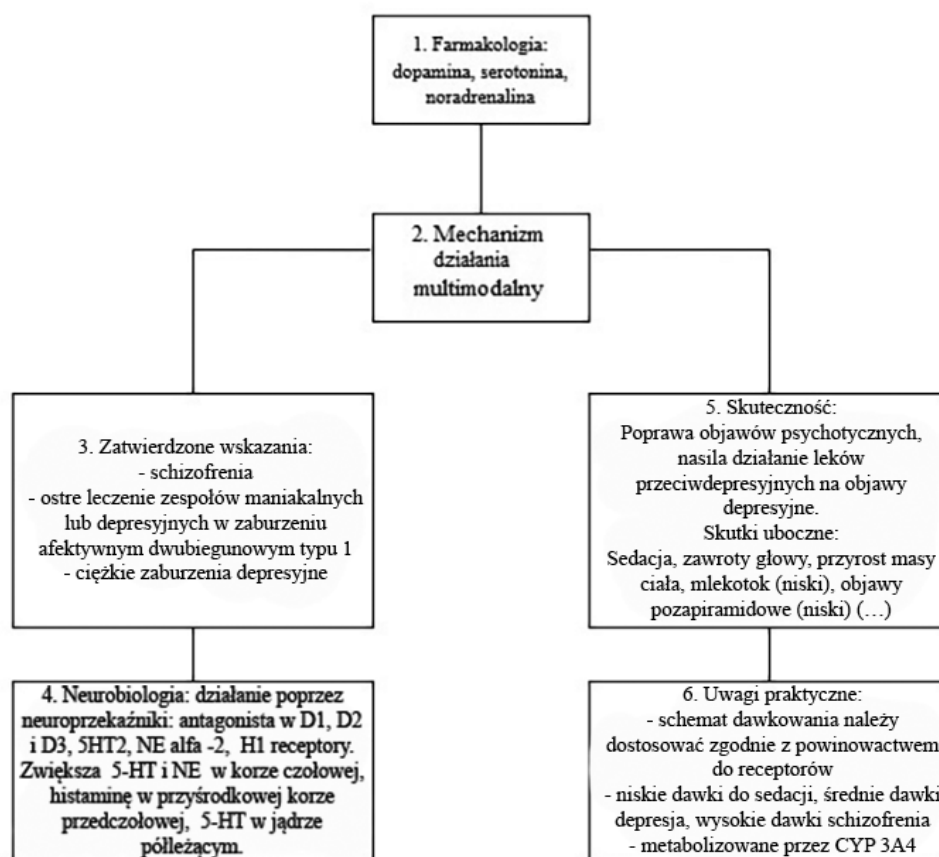 1. Farmakologia:
dopamina, serotonina,
noradrenalina
2. Mechanizm
działania
multimodalny
3. Zatwierdzone wskazania:
- schizofrenia
- ostre leczenie zespołów maniakalnych
lub depresyjnych w zaburzeniu
afektywnym dwubiegunowym typu 1
- ciężkie zaburzenia depresyjne
4. Neurobiologia: działanie poprzez
neuroprzekaźniki: antagonista w D1, D2
i D3, 5HT2, NE alfa -2, H1 receptory.
Zwiększa 5-HT i NE w korze czołowej,
histaminę w przyśrodkowej korze
przedczołowej, 5-HT w jądrze
półleżącym.
5. Skuteczność:
Poprawa objawów psychotycznych,
nasila działanie leków
przeciwdepresyjnych na objawy
depresyjne.
Skutki uboczne:
Sedacja, zawroty głowy, przyrost masy
ciała, mlekotok (niski), objawy
pozapiramidowe (niski) (…)
6. Uwagi praktyczne:
- schemat dawkowania należy
dostosować zgodnie z powinowactwem
do receptorów
- niskie dawki do sedacji, średnie dawki
depresja, wysokie dawki schizofrenia
- metabolizowane przez CYP 3A4